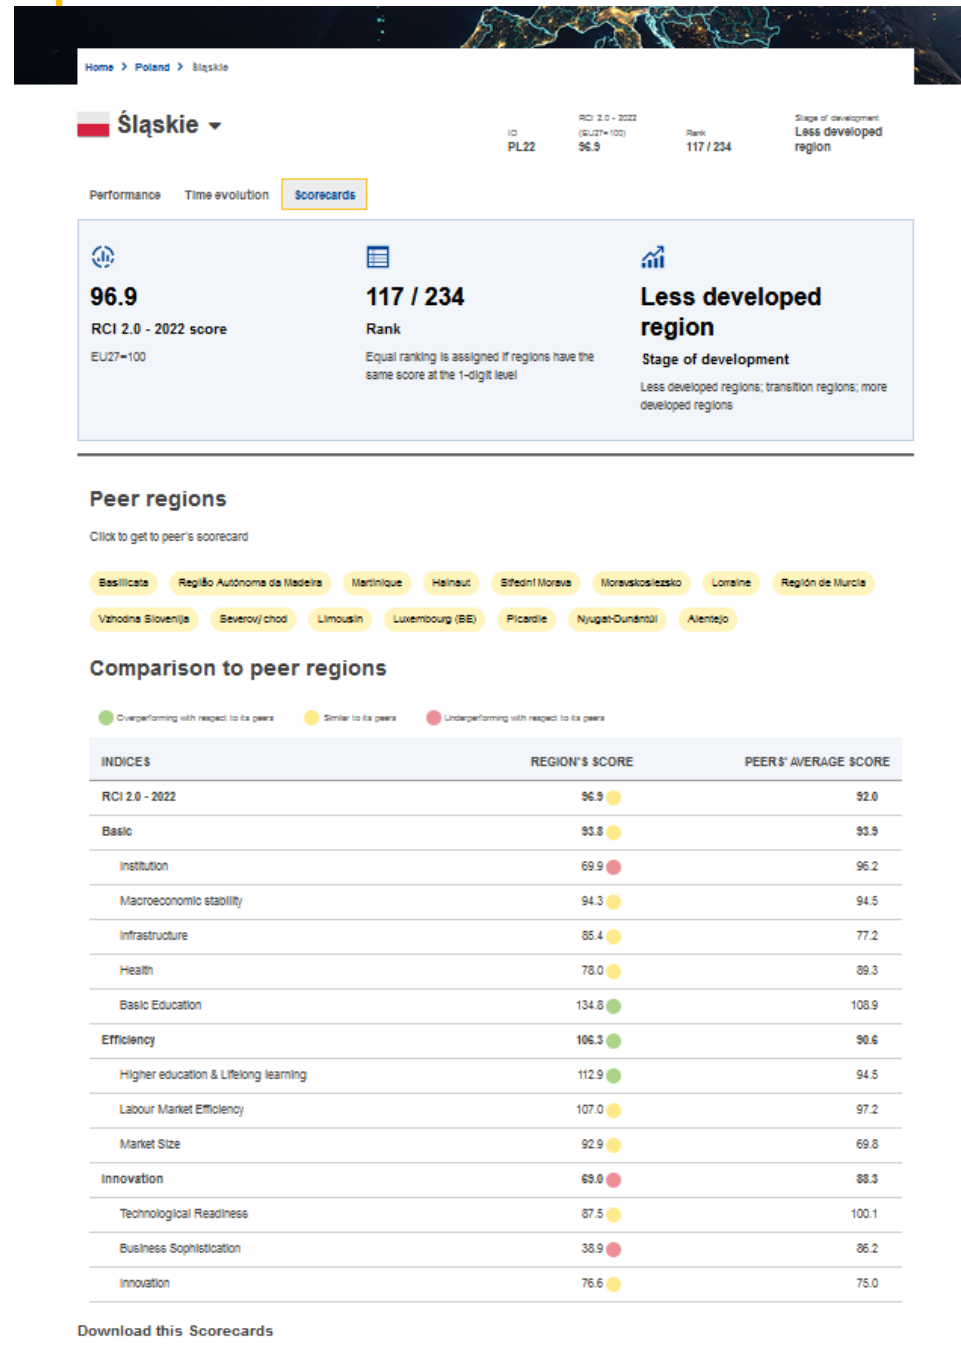 Home > Poland > Śląskie
Śląskie
ID
PL22
RCI 2.0 - 2022
(EU27=100)
96.9
Rank
117 / 234
Stage of development
Less developed
region
Performance Time evolution Scorecards
96.9
RCI 2.0 - 2022 score
EU27=100
117 / 234
Rank
Equal ranking is assigned if regions have the
same score at the 1-digit level
Less developed
region
Stage of development
Less developed regions; transition regions; more
developed regions
Peer regions
Click to get to peer's scorecard
Basilicata Região Autónoma da Madeira Martinique Hainaut Střední Morava Moravskoslezsko Lorraine Región de Murcia
Vzhodna Slovenija Severovýchod Limousin Luxembourg (BE) Picardie Nyugat-Dunántúl Alentejo
Comparison to peer regions
Overperforming with respect to its peers Similar to its peers Underperforming with respect to its peers
INDICES REGION'S SCORE PEERS' AVERAGE SCORE
RCI 2.0 - 2022 96.9 92.0
Basic 93.8 93.9
Institution 69.9 96.2
Macroeconomic stability 94.3 94.5
Infrastructure 85.4 77.2
Health 78.0 89.3
Basic Education 134.8 108.9
Efficiency 106.3 90.6
Higher education & Lifelong learning 112.9 94.5
Labour Market Efficiency 107.0 97.2
Market Size 92.9 69.8
Innovation 69.0 88.3
Technological Readiness 87.5 100.1
Business Sophistication 38.9 86.2
Innovation 76.6 75.0
Download this Scorecards